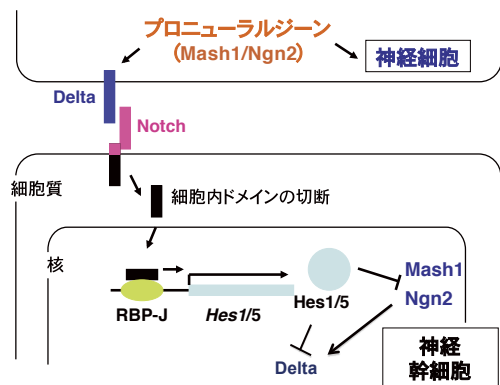 プロニューラルジーン
(Mash1/Ngn2)
神経細胞
Delta
Notch
細胞質
細胞内ドメインの切断
核
Mash1
Ngn2
Hes1/5
RBP-J
Hes1/5
Delta
神経
幹細胞